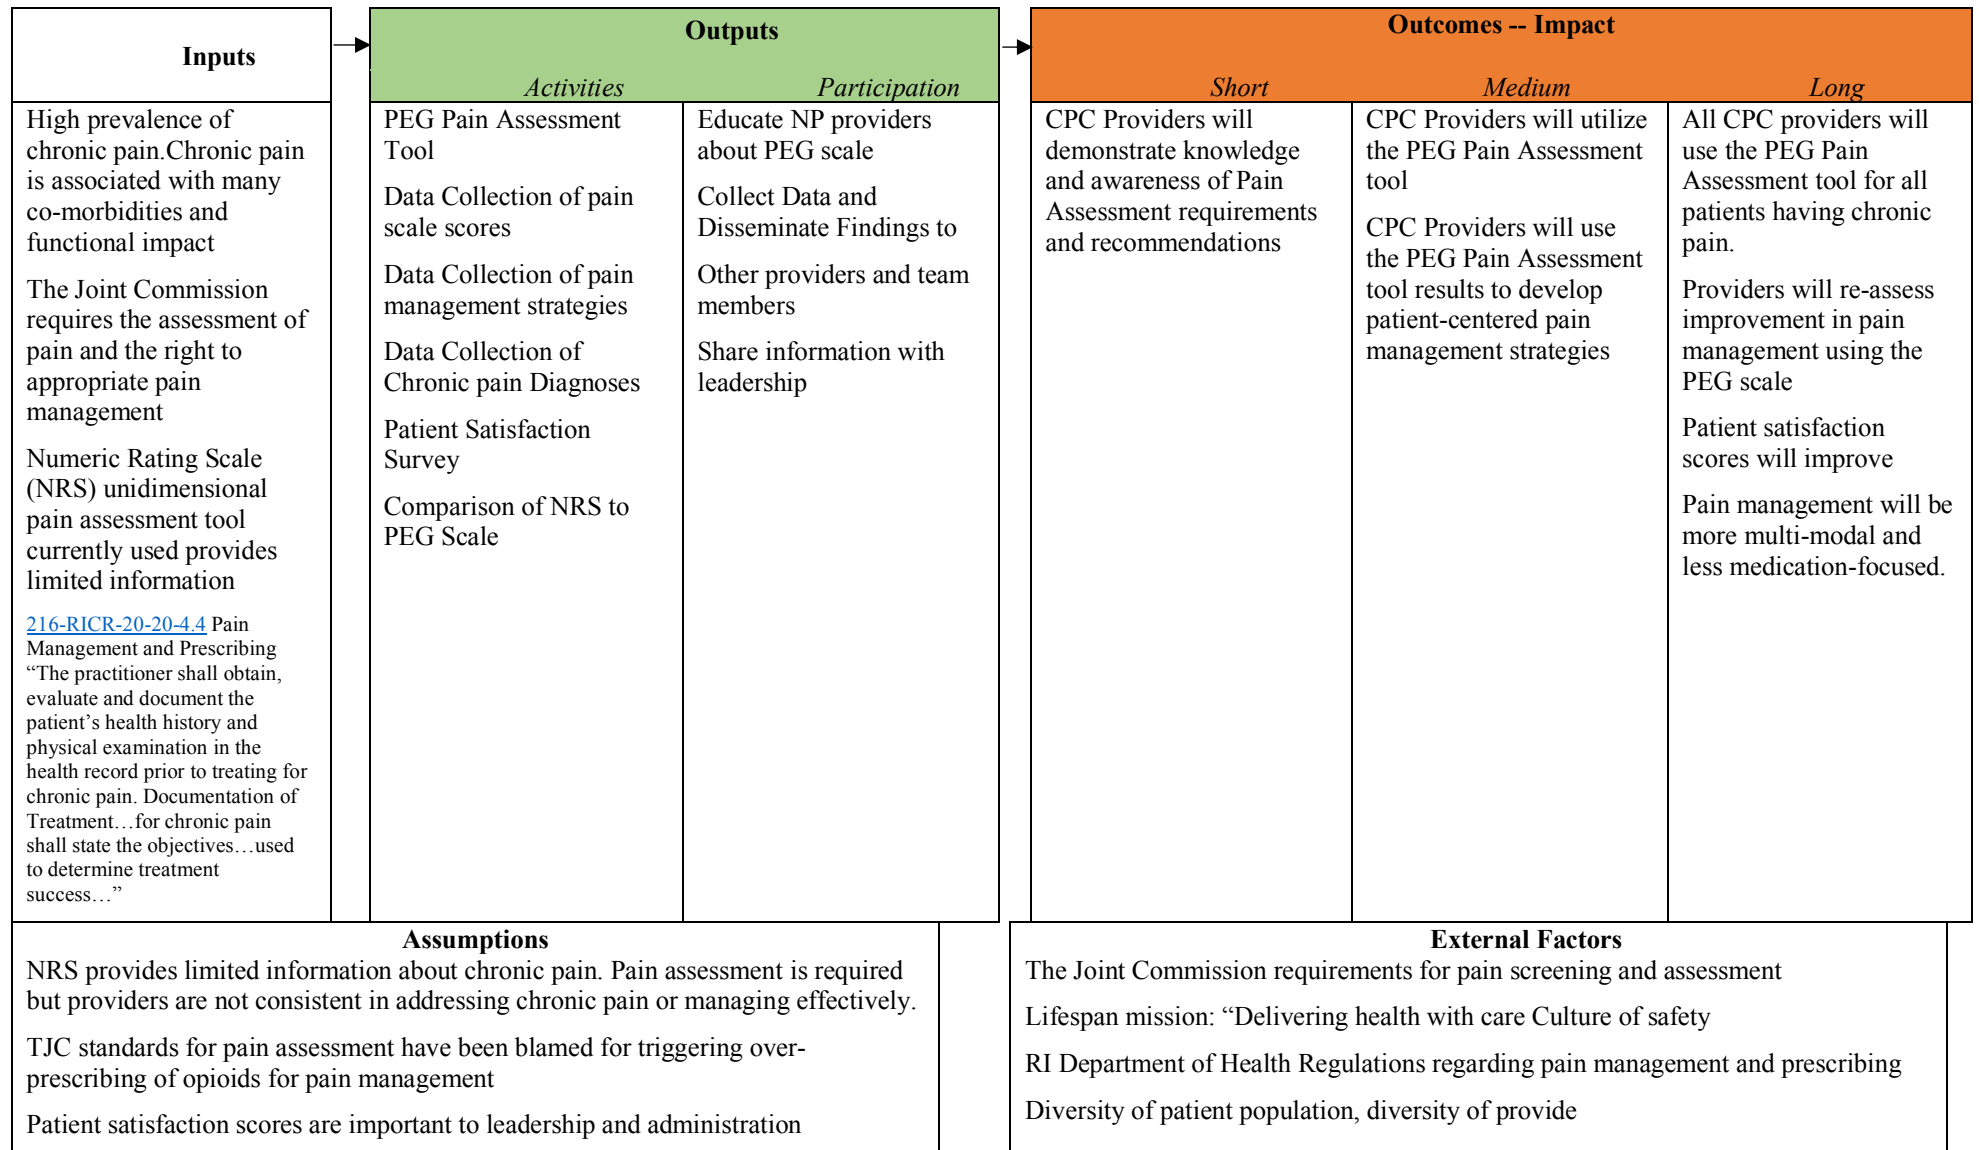 Inputs
Outputs
Activities
Participation
Outcomes -- Impact
Short
Medium
Long
High prevalence of
chronic pain.Chronic pain
is associated with many
co-morbidities and
functional impact
The Joint Commission
requires the assessment of
pain and the right to
appropriate pain
management
Numeric Rating Scale
(NRS) unidimensional
pain assessment tool
currently used provides
limited information
216-RICR-20-20-4.4 Pain
Management and Prescribing
“The practitioner shall obtain,
evaluate and document the
patient’s health history and
physical examination in the
health record prior to treating for
chronic pain. Documentation of
Treatment…for chronic pain
shall state the objectives…used
to determine treatment
success…”
PEG Pain Assessment
Tool
Data Collection of pain
scale scores
Data Collection of pain
management strategies
Data Collection of
Chronic pain Diagnoses
Patient Satisfaction
Survey
Comparison of NRS to
PEG Scale
Educate NP providers
about PEG scale
Collect Data and
Disseminate Findings to
Other providers and team
members
Share information with
leadership
CPC Providers will
demonstrate knowledge
and awareness of Pain
Assessment requirements
and recommendations
CPC Providers will utilize
the PEG Pain Assessment
tool
CPC Providers will use
the PEG Pain Assessment
tool results to develop
patient-centered pain
management strategies
All CPC providers will
use the PEG Pain
Assessment tool for all
patients having chronic
pain.
Providers will re-assess
improvement in pain
management using the
PEG scale
Patient satisfaction
scores will improve
Pain management will be
more multi-modal and
less medication-focused.
Assumptions
NRS provides limited information about chronic pain. Pain assessment is required
but providers are not consistent in addressing chronic pain or managing effectively.
TJC standards for pain assessment have been blamed for triggering over-
prescribing of opioids for pain management
Patient satisfaction scores are important to leadership and administration
External Factors
The Joint Commission requirements for pain screening and assessment
Lifespan mission: “Delivering health with care Culture of safety
RI Department of Health Regulations regarding pain management and prescribing
Diversity of patient population, diversity of provide